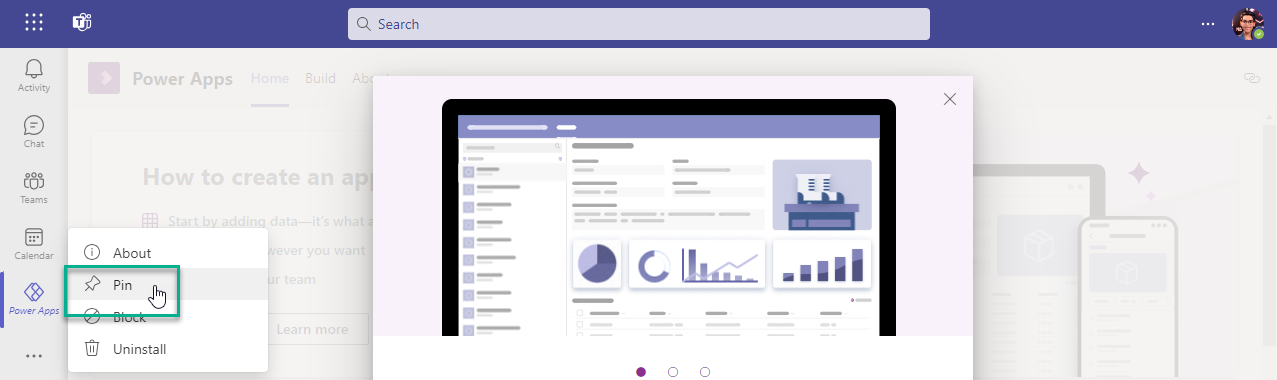 Search
Activity
Chat
Teams
Calendar
Power Apps
Power Apps Home Build Abou
How to create an app
Start by adding data—it's what a
wever you want
ur team
Learn more
About
Pin
Block
Uninstall